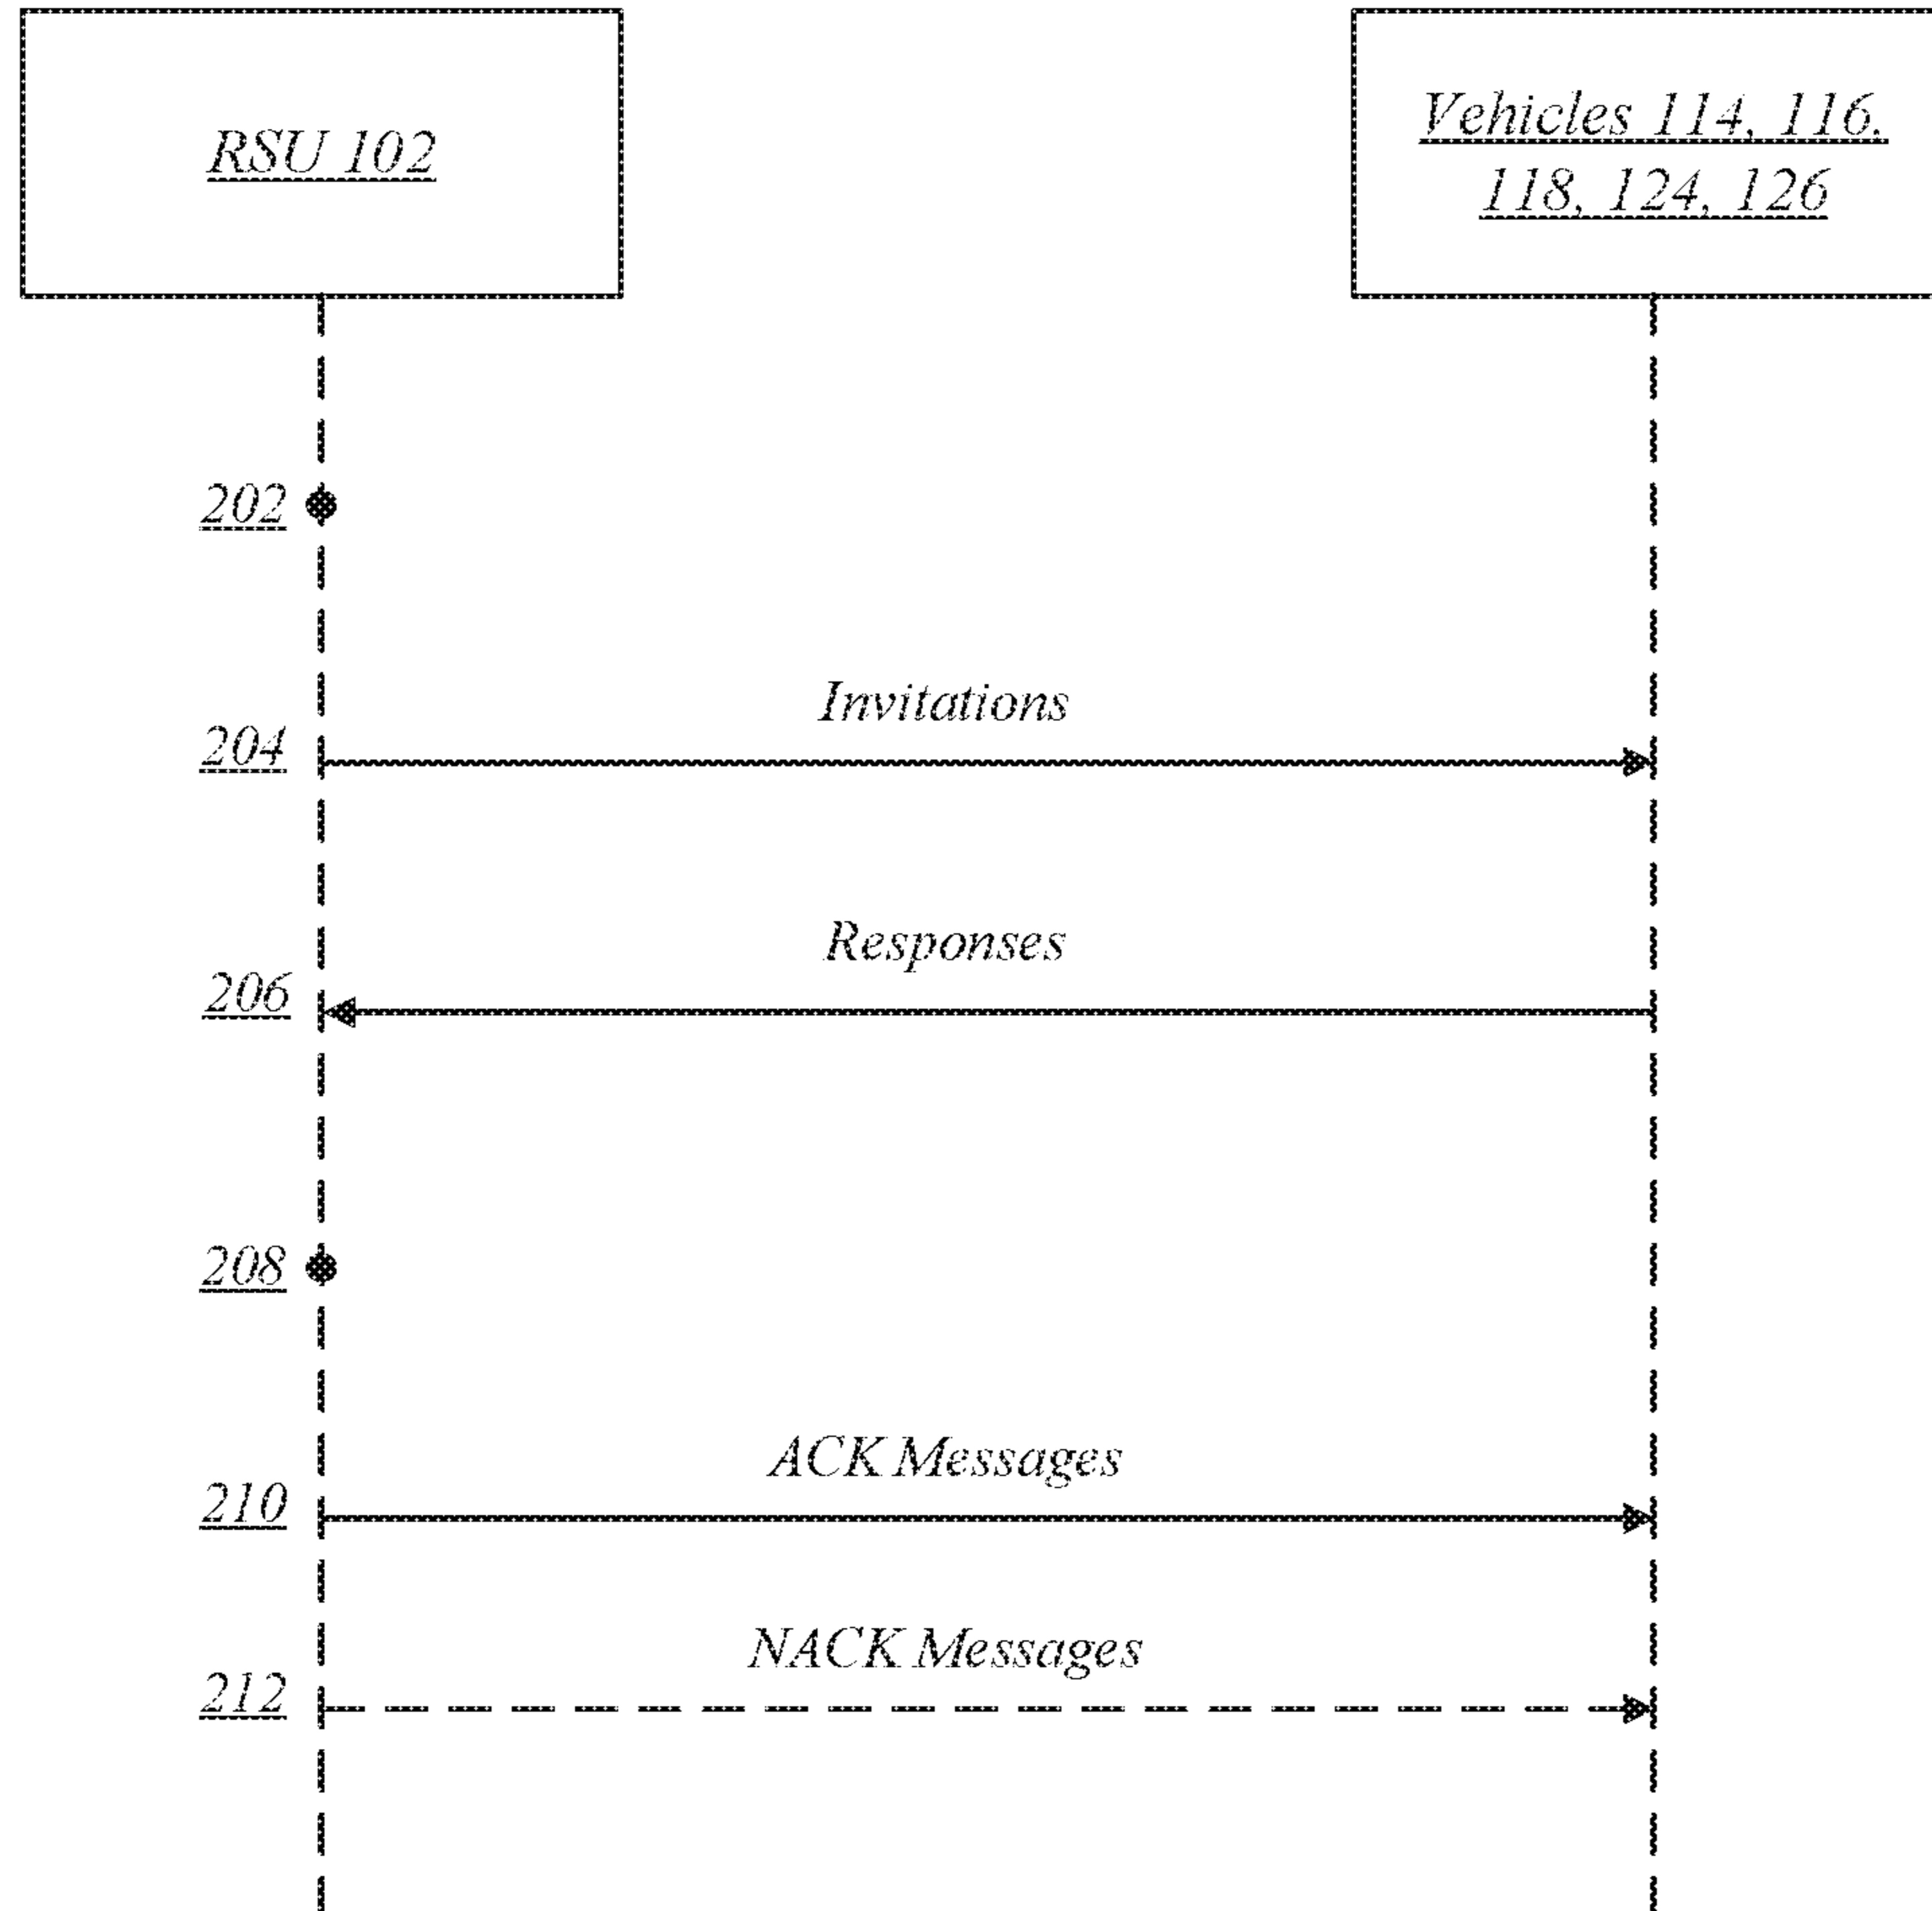 RSU 102
Vehicles 114, 116,
118, 124, 126
202
Invitations
204
Responses
206
208
ACK Messages
210
NACK Messages
212